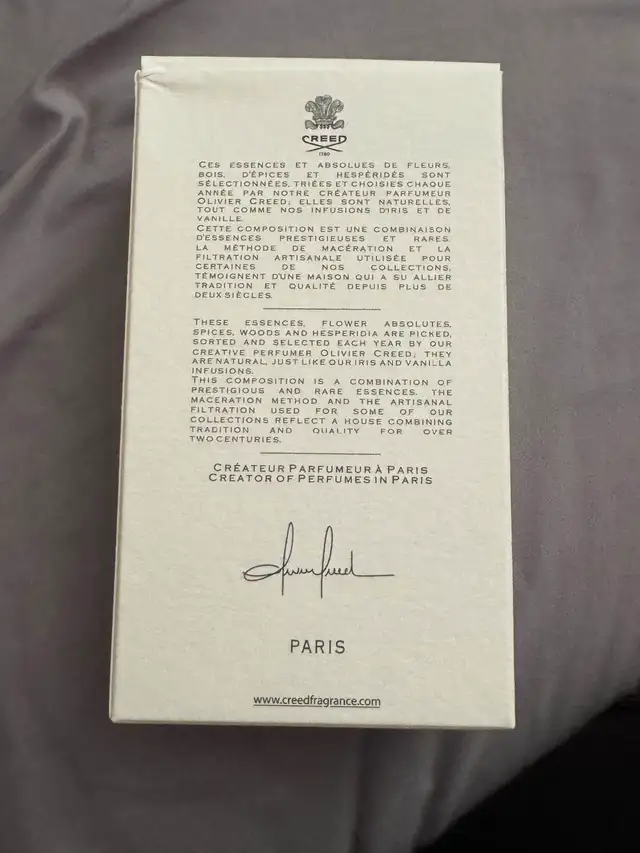 CREED
1760
CES ESSENCES ET ABSOLUES DE FLEURS,
BOIS, D'ÉPICES ET HESPÉRIDÉS SONT
SÉLECTIONNÉES, TRIÉES ET CHOISIES CHAQUE
ANNÉE PAR NOTRE CRÉATEUR PARFUMEUR
OLIVIER CREED; ELLES SONT NATURELLES,
TOUT COMME NOS INFUSIONS D'IRIS ET DE
VANILLE.
CETTE COMPOSITION EST UNE COMBINAISON
D'ESSENCES PRESTIGIEUSES ET RARES.
LA MÉTHODE DE MACÉRATION ET LA
FILTRATION ARTISANALE UTILISÉE POUR
CERTAINES DE NOS COLLECTIONS,
TÉMOIGNENT D'UNE MAISON QUI A SU ALLIER
TRADITION ET QUALITÉ DEPUIS PLUS DE
DEUX SIÈCLES.
THESE ESSENCES, FLOWER ABSOLUTES,
SPICES, WOODS AND HESPERIDIA ARE PICKED,
SORTED AND SELECTED EACH YEAR BY OUR
CREATIVE PERFUMER OLIVIER CREED; THEY
ARE NATURAL, JUST LIKE OUR IRIS AND VANILLA
INFUSIONS.
THIS COMPOSITION IS A COMBINATION OF
PRESTIGIOUS AND RARE ESSENCES. THE
MACERATION METHOD AND THE ARTISANAL
FILTRATION USED FOR SOME OF OUR
COLLECTIONS REFLECT A HOUSE COMBINING
TRADITION AND QUALITY FOR OVER
TWO CENTURIES.
CRÉATEUR PARFUMEUR À PARIS
CREATOR OF PERFUMES IN PARIS
Olivier Creed
PARIS
www.creedfragrance.com